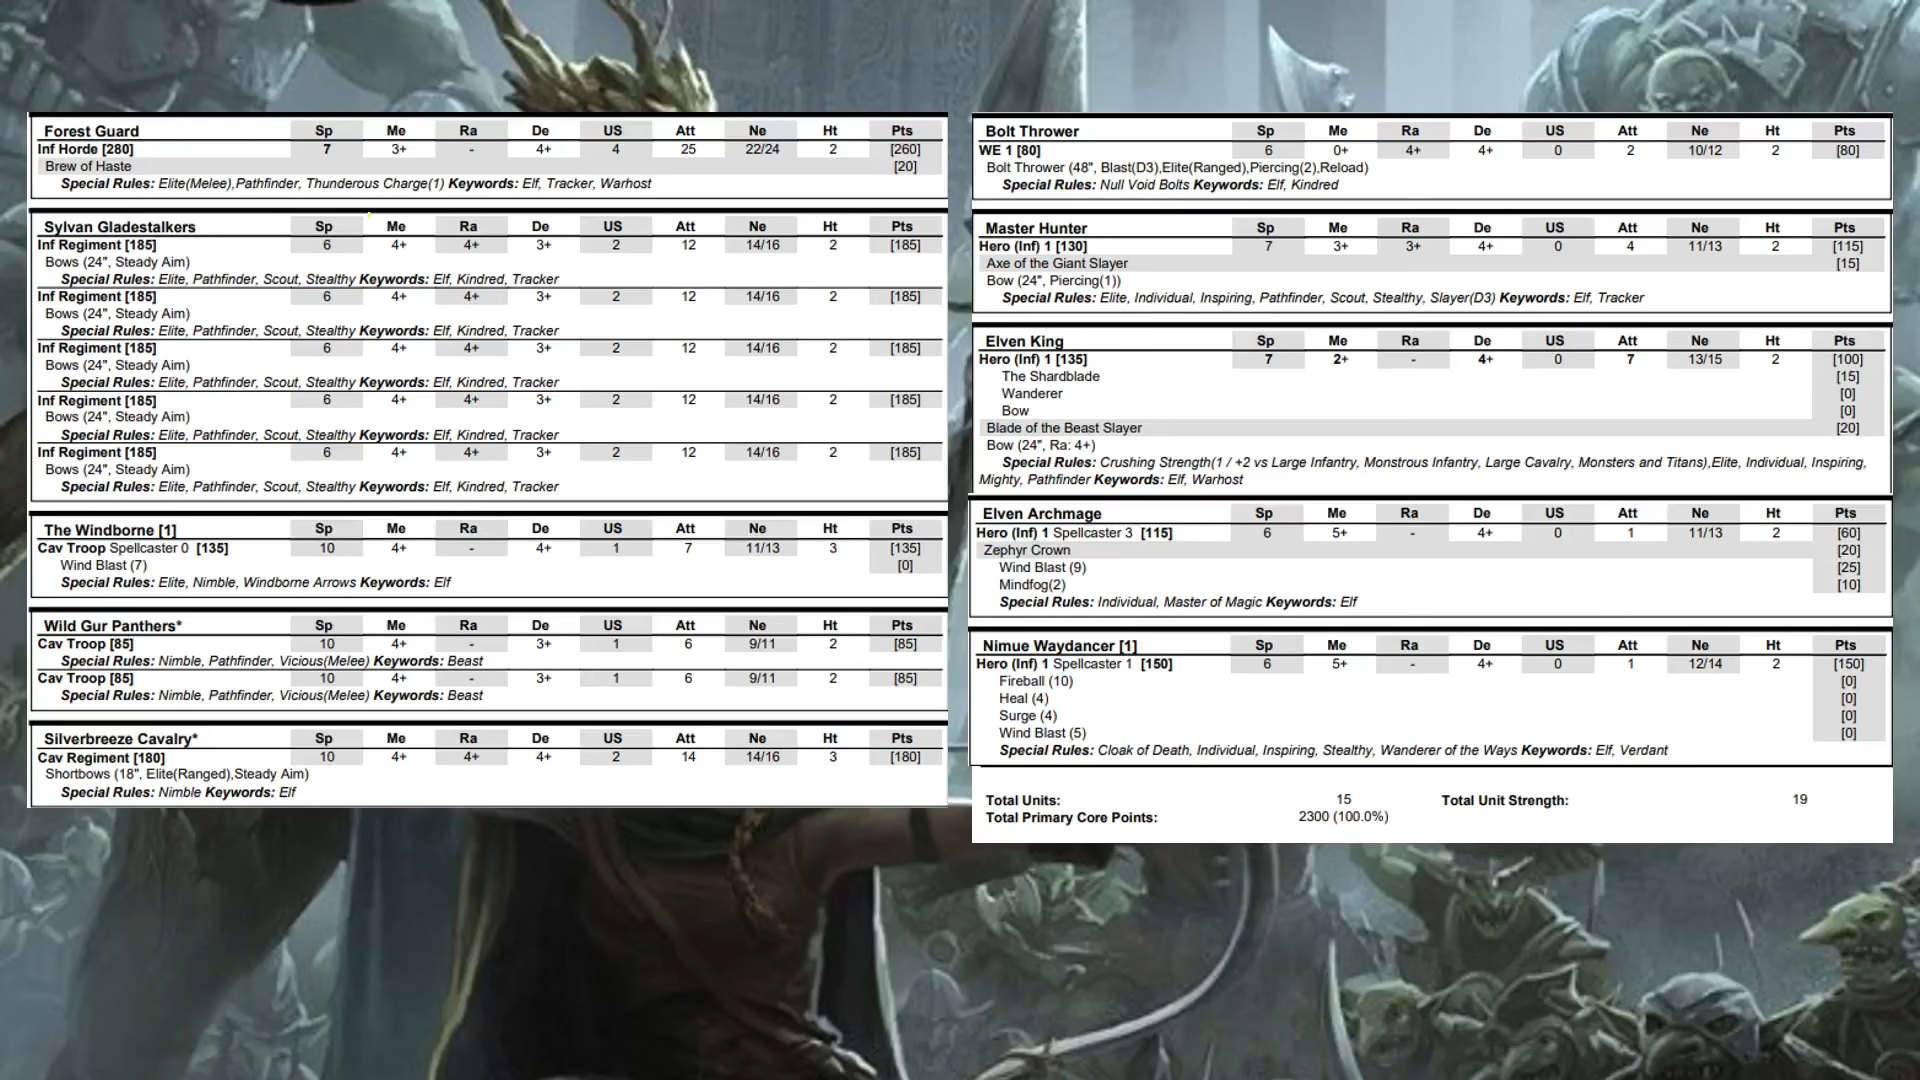 Forest Guard Sp Me Ra De US Att Ne Ht Pts
Inf Horde [280] 7 3+ - 4+ 4 25 22/24 2 [260]
Brew of Haste [20]
Special Rules: Elite(Melee),Pathfinder, Thunderous Charge(1) Keywords: Elf, Tracker, Warhost
Sylvan Gladestalkers Sp Me Ra De US Att Ne Ht Pts
Inf Regiment [185] 6 4+ 4+ 3+ 2 12 14/16 2 [185]
Bows (24", Steady Aim)
Special Rules: Elite, Pathfinder, Scout, Stealthy Keywords: Elf, Kindred, Tracker
Inf Regiment [185] 6 4+ 4+ 3+ 2 12 14/16 2 [185]
Bows (24", Steady Aim)
Special Rules: Elite, Pathfinder, Scout, Stealthy Keywords: Elf, Kindred, Tracker
Inf Regiment [185] 6 4+ 4+ 3+ 2 12 14/16 2 [185]
Bows (24", Steady Aim)
Special Rules: Elite, Pathfinder, Scout, Stealthy Keywords: Elf, Kindred, Tracker
Inf Regiment [185] 6 4+ 4+ 3+ 2 12 14/16 2 [185]
Bows (24", Steady Aim)
Special Rules: Elite, Pathfinder, Scout, Stealthy Keywords: Elf, Kindred, Tracker
Inf Regiment [185] 6 4+ 4+ 3+ 2 12 14/16 2 [185]
Bows (24", Steady Aim)
Special Rules: Elite, Pathfinder, Scout, Stealthy Keywords: Elf, Kindred, Tracker
The Windborne [1] Sp Me Ra De US Att Ne Ht Pts
Cav Troop Spellcaster 0 [135] 10 4+ - 4+ 1 7 11/13 3 [135]
Wind Blast (7) [0]
Special Rules: Elite, Nimble, Windborne Arrows Keywords: Elf
Wild Gur Panthers* Sp Me Ra De US Att Ne Ht Pts
Cav Troop [85] 10 4+ - 3+ 1 6 9/11 2 [85]
Special Rules: Nimble, Pathfinder, Vicious(Melee) Keywords: Beast
Cav Troop [85] 10 4+ - 3+ 1 6 9/11 2 [85]
Special Rules: Nimble, Pathfinder, Vicious(Melee) Keywords: Beast
Silverbreeze Cavalry* Sp Me Ra De US Att Ne Ht Pts
Cav Regiment [180] 10 4+ 4+ 4+ 2 14 14/16 3 [180]
Shortbows (18", Elite(Ranged),Steady Aim)
Special Rules: Nimble Keywords: Elf
Bolt Thrower Sp Me Ra De US Att Ne Ht Pts
WE 1 [80] 6 0+ 4+ 4+ 0 2 10/12 2 [80]
Bolt Thrower (48", Blast(D3),Elite(Ranged),Piercing(2),Reload)
Special Rules: Null Void Bolts Keywords: Elf, Kindred
Master Hunter Sp Me Ra De US Att Ne Ht Pts
Hero (Inf) 1 [130] 7 3+ 3+ 4+ 0 4 11/13 2 [115]
Axe of the Giant Slayer [15]
Bow (24", Piercing(1))
Special Rules: Elite, Individual, Inspiring, Pathfinder, Scout, Stealthy, Slayer(D3) Keywords: Elf, Tracker
Elven King Sp Me Ra De US Att Ne Ht Pts
Hero (Inf) 1 [135] 7 2+ - 4+ 0 7 13/15 2 [100]
The Shardblade [15]
Wanderer [0]
Bow [0]
Blade of the Beast Slayer [20]
Bow (24", Ra: 4+)
Special Rules: Crushing Strength(1 / +2 vs Large Infantry, Monstrous Infantry, Large Cavalry, Monsters and Titans),Elite, Individual, Inspiring,
Mighty, Pathfinder Keywords: Elf, Warhost
Elven Archmage Sp Me Ra De US Att Ne Ht Pts
Hero (Inf) 1 Spellcaster 3 [115] 6 5+ - 4+ 0 1 11/13 2 [60]
Zephyr Crown [20]
Wind Blast (9) [25]
Mindfog(2) [10]
Special Rules: Individual, Master of Magic Keywords: Elf
Nimue Waydancer [1] Sp Me Ra De US Att Ne Ht Pts
Hero (Inf) 1 Spellcaster 1 [150] 6 5+ - 4+ 0 1 12/14 2 [150]
Fireball (10) [0]
Heal (4) [0]
Surge (4) [0]
Wind Blast (5) [0]
Special Rules: Cloak of Death, Individual, Inspiring, Stealthy, Wanderer of the Ways Keywords: Elf, Verdant
Total Units: 15 Total Unit Strength: 19
Total Primary Core Points: 2300 (100.0%)